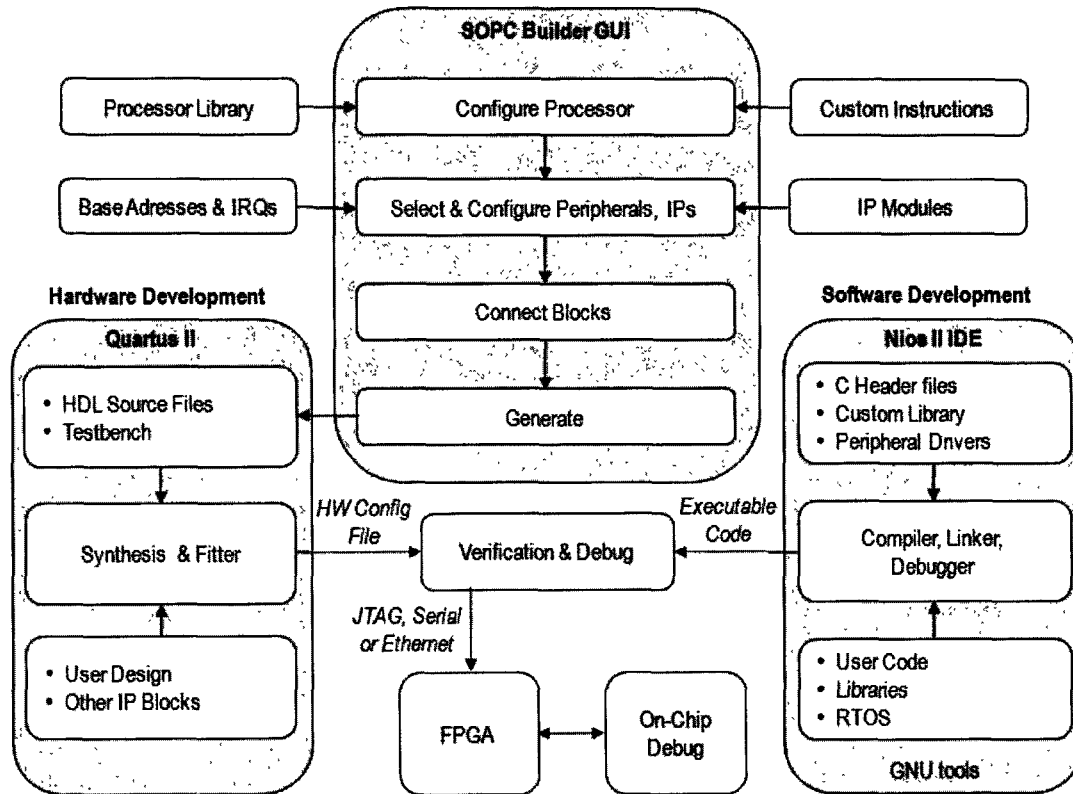 SOPC Builder GUI
Processor Library
Configure Processor
Custom Instructions
Base Adresses & IRQs
Select & Configure Peripherals, IPs
IP Modules
Connect Blocks
Generate
Hardware Development
Quartus II
• HDL Source Files
• Testbench
Synthesis & Fitter
• User Design
• Other IP Blocks
HW Config
File
Verification & Debug
Executable
Code
JTAG, Serial
or Ethernet
FPGA
On-Chip
Debug
Software Development
Nios II IDE
• C Header files
• Custom Library
• Peripheral Drivers
Compiler, Linker,
Debugger
• User Code
• Libraries
• RTOS
GNU tools